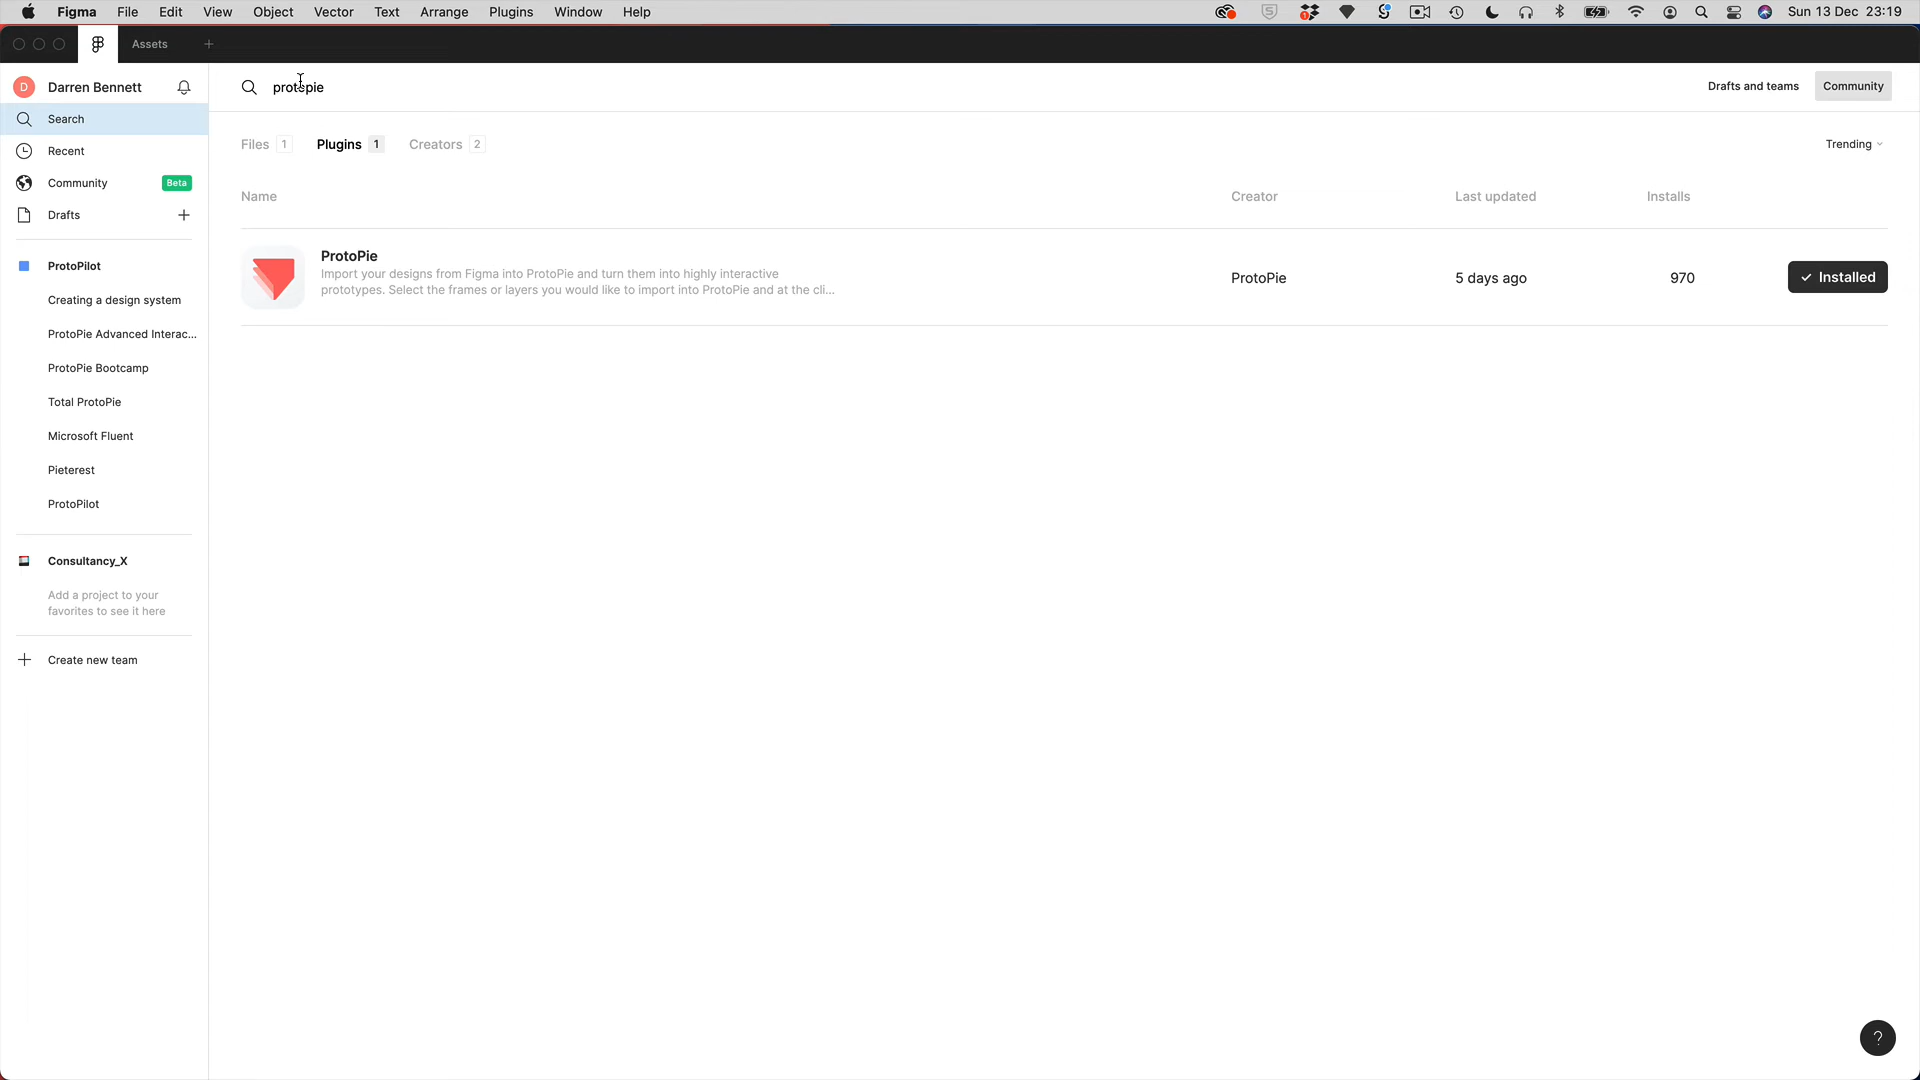 Figma File Edit View Object Vector Text Arrange Plugins Window Help Sun 13 Dec 23:19
Assets
D Darren Bennett
protopie
Drafts and teams Community
Search
Recent
Community Beta
Drafts
ProtoPilot
Creating a design system
ProtoPie Advanced Interac...
ProtoPie Bootcamp
Total ProtoPie
Microsoft Fluent
Pieterest
ProtoPilot
Consultancy_X
Add a project to your
favorites to see it here
Create new team
Files 1 Plugins 1 Creators 2 Trending
Name Creator Last updated Installs
ProtoPie
Import your designs from Figma into ProtoPie and turn them into highly interactive
prototypes. Select the frames or layers you would like to import into ProtoPie and at the cli...
ProtoPie 5 days ago 970 Installed
?